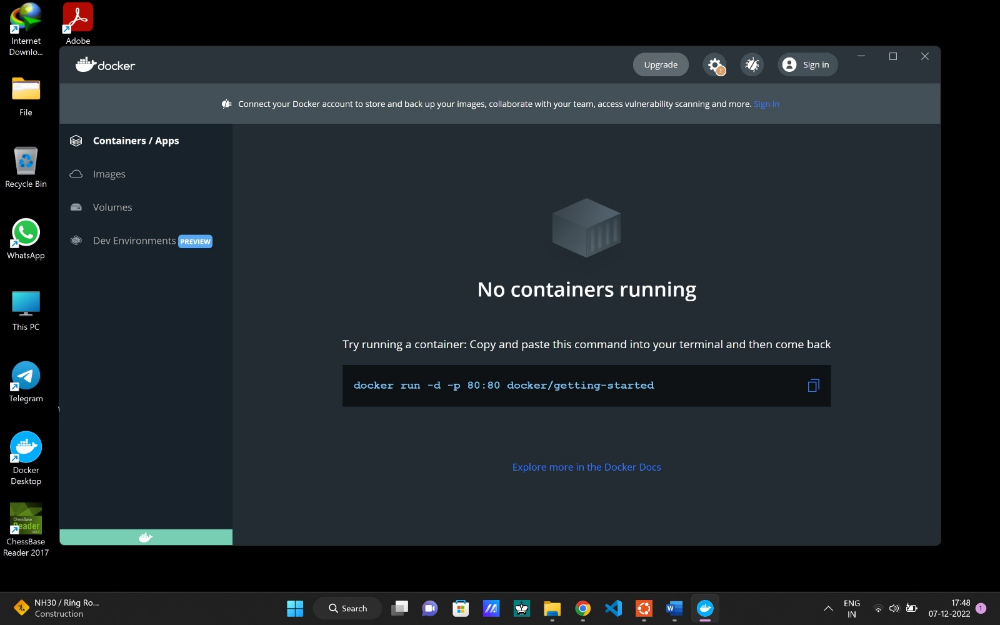 Internet
Downlo...
Adobe
File
Recycle Bin
WhatsApp
This PC
Telegram
Docker
Desktop
ChessBase
Reader
2017
ChessBase
Reader 2017
docker
Upgrade
Sign in
Connect your Docker account to store and back up your images, collaborate with your team, access vulnerability scanning and more. Sign in
Containers / Apps
Images
Volumes
Dev Environments PREVIEW
No containers running
Try running a container: Copy and paste this command into your terminal and then come back
docker run -d -p 80:80 docker/getting-started
Explore more in the Docker Docs
NH30 / Ring Ro...
Construction
Search
W
ENG
IN
17:48
07-12-2022
1